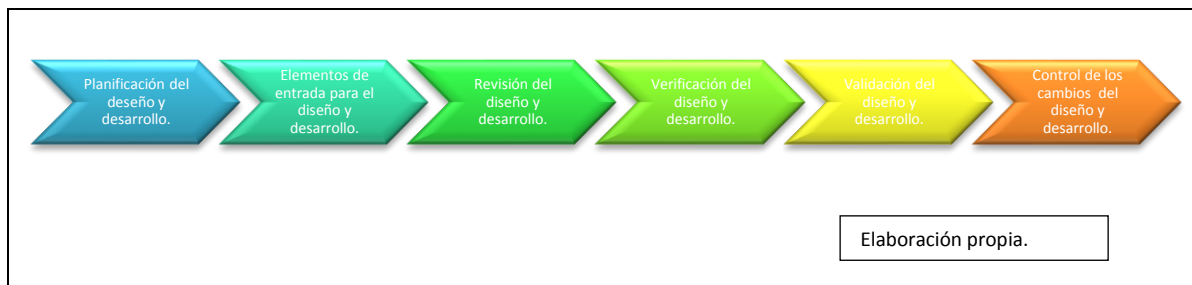 Planificación del
deseño y
desarrollo.
Elementos de
entrada para el
diseño y
desarrollo.
Revisión del
diseño y
desarrollo.
Verificación del
diseño y
desarrollo.
Validación del
diseño y
desarrollo.
Control de los
cambios del
diseño y
desarrollo.
Elaboración propia.